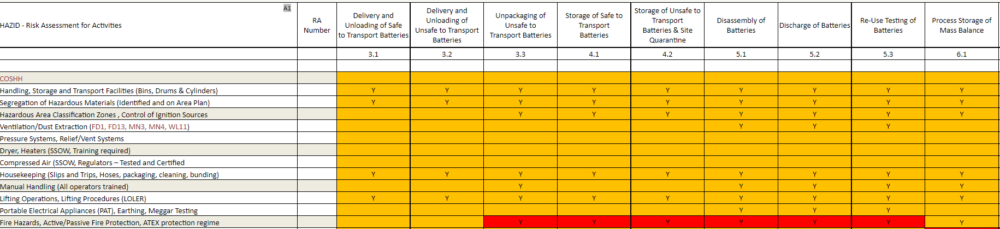 A1
HAZID - Risk Assessment for Activities
RA
Number
Delivery and
Unloading of Safe
to Transport Batteries
Delivery and
Unloading of
Unsafe to Transport
Batteries
Unpackaging of
Unsafe to
Transport Batteries
Storage of Safe to
Transport
Batteries
Storage of Unsafe to
Transport
Batteries & Site
Quarantine
Disassembly of
Batteries
Discharge of Batteries
Re-Use Testing of
Batteries
Process Storage of
Mass Balance
3.1 3.2 3.3 4.1 4.2 5.1 5.2 5.3 6.1
COSHH
Handling, Storage and Transport Facilities (Bins, Drums & Cylinders) Y Y Y Y Y Y Y Y Y
Segregation of Hazardous Materials (Identified and on Area Plan) Y Y Y Y Y Y Y Y Y
Hazardous Area Classification Zones , Control of Ignition Sources Y Y Y Y Y Y Y
Ventilation/Dust Extraction (FD1, FD13, MN3, MN4, WL11) Y Y Y
Pressure Systems, Relief/Vent Systems
Dryer, Heaters (SSOW, Training required)
Compressed Air (SSOW, Regulators – Tested and Certified
Housekeeping (Slips and Trips, Hoses, packaging, cleaning, bunding) Y Y Y Y Y Y Y Y Y
Manual Handling (All operators trained) Y Y Y Y Y
Lifting Operations, Lifting Procedures (LOLER) Y Y Y Y Y Y Y Y Y
Portable Electrical Appliances (PAT), Earthing, Meggar Testing Y Y Y
Fire Hazards, Active/Passive Fire Protection, ATEX protection regime Y Y Y Y Y Y Y